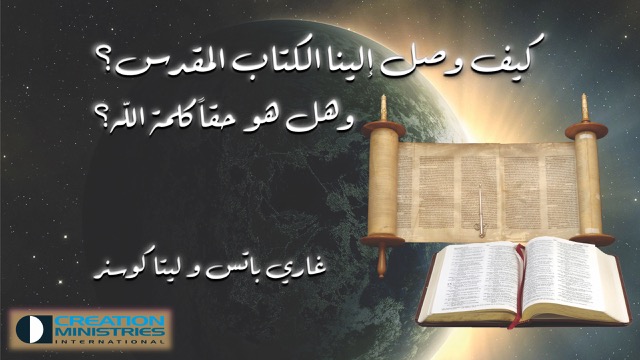 كيف وصل إلينا الكتاب المقدس؟
وهل هو حقاً كلمة الله؟
غاري باتس و ليتا كوسنر
CREATION
MINISTRIES
INTERNATIONAL